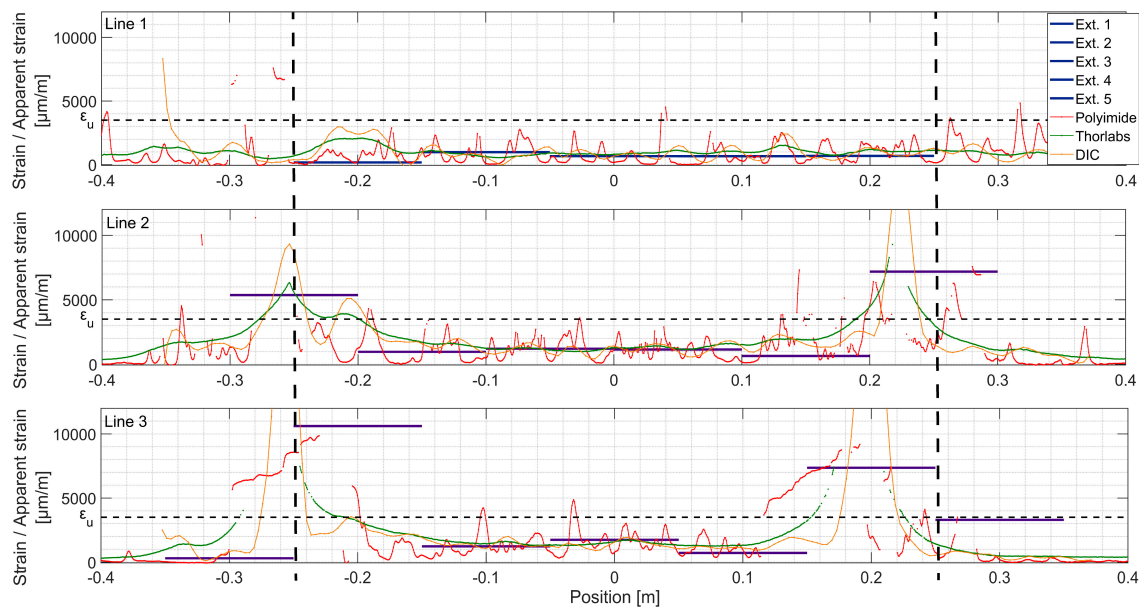 Line 1
Strain / Apparent strain
[µm/m]
10000
5000
εu
0
-0.4 -0.3 -0.2 -0.1 0 0.1 0.2 0.3 0.4
Ext. 1
Ext. 2
Ext. 3
Ext. 4
Ext. 5
Polyimide
Thorlabs
DIC
Line 2
Strain / Apparent strain
[µm/m]
10000
5000
εu
0
-0.4 -0.3 -0.2 -0.1 0 0.1 0.2 0.3 0.4
Line 3
Strain / Apparent strain
[µm/m]
10000
5000
εu
0
-0.4 -0.3 -0.2 -0.1 0 0.1 0.2 0.3 0.4
Position [m]